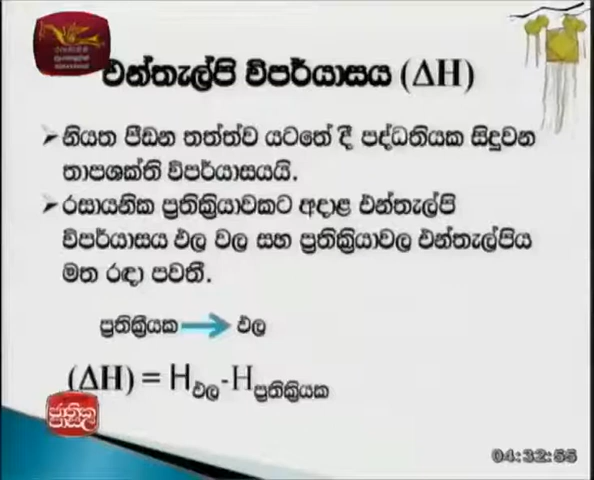 එන්තැල්පි විපර්යාසය (ΔH)
➢ නියත පීඩන තත්ත්ව යටතේ දී පද්ධතියක සිදුවන
තාපශක්ති විපර්යාසයයි.
➢ රසායනික ප්‍රතික්‍රියාවකට අදාළ එන්තැල්පි
විපර්යාසය ඵල වල සහ ප්‍රතික්‍රියාවල එන්තැල්පිය
මත රඳා පවතී.
ප්‍රතික්‍රියක → ඵල
(ΔH) = Hඵල-Hප්‍රතික්‍රියක
ජාතික
පාසල
04:32:55